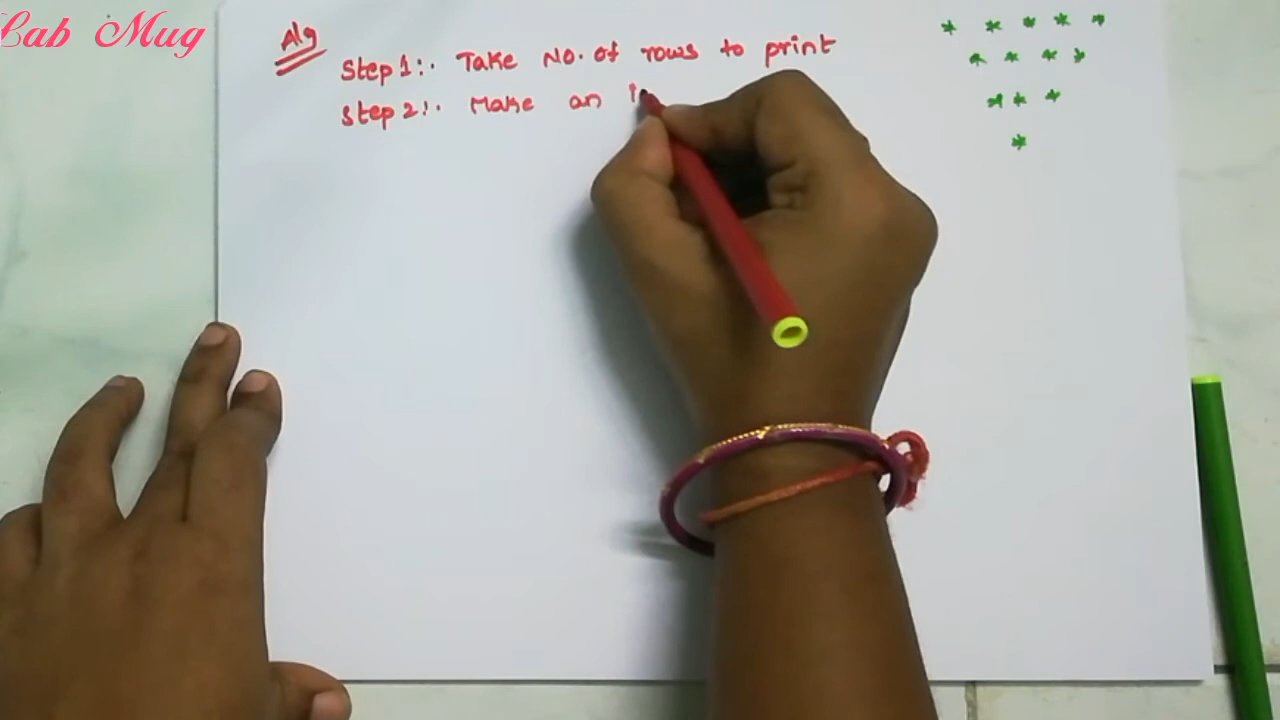 Lab Mug
Alg
Step 1:. Take No. of rows to print
Step 2:. Make an
* * * * *
* * * *
* * *
*